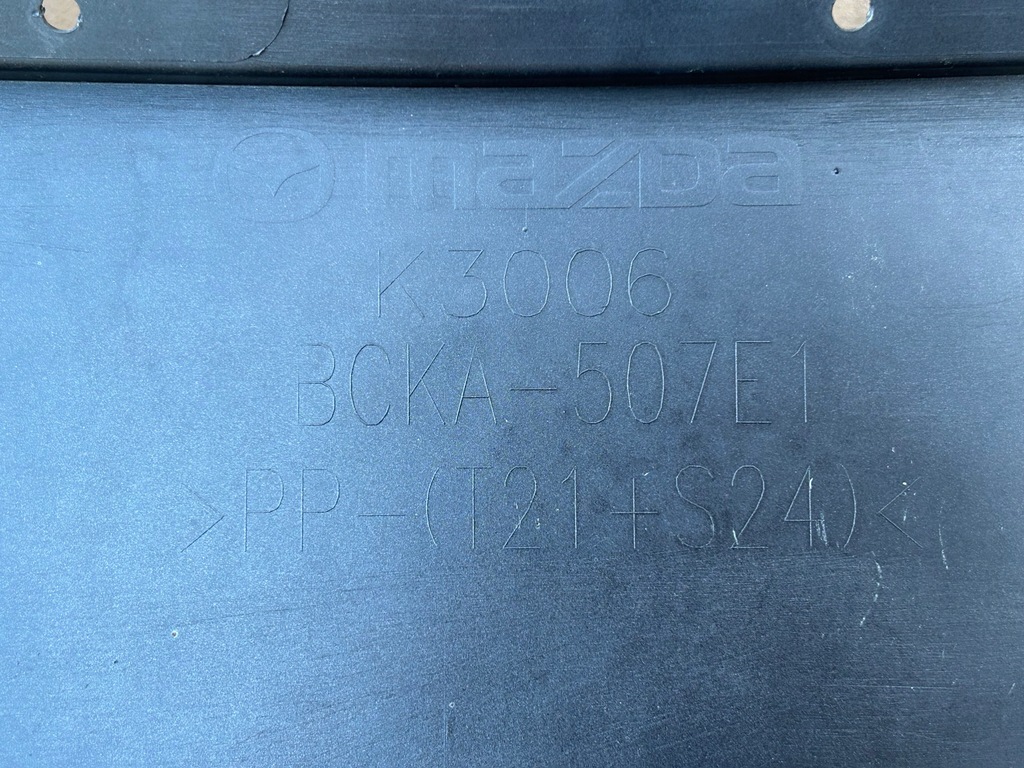 mazda
K3006
BCKA-507E1
>PP-(T21+S24)<